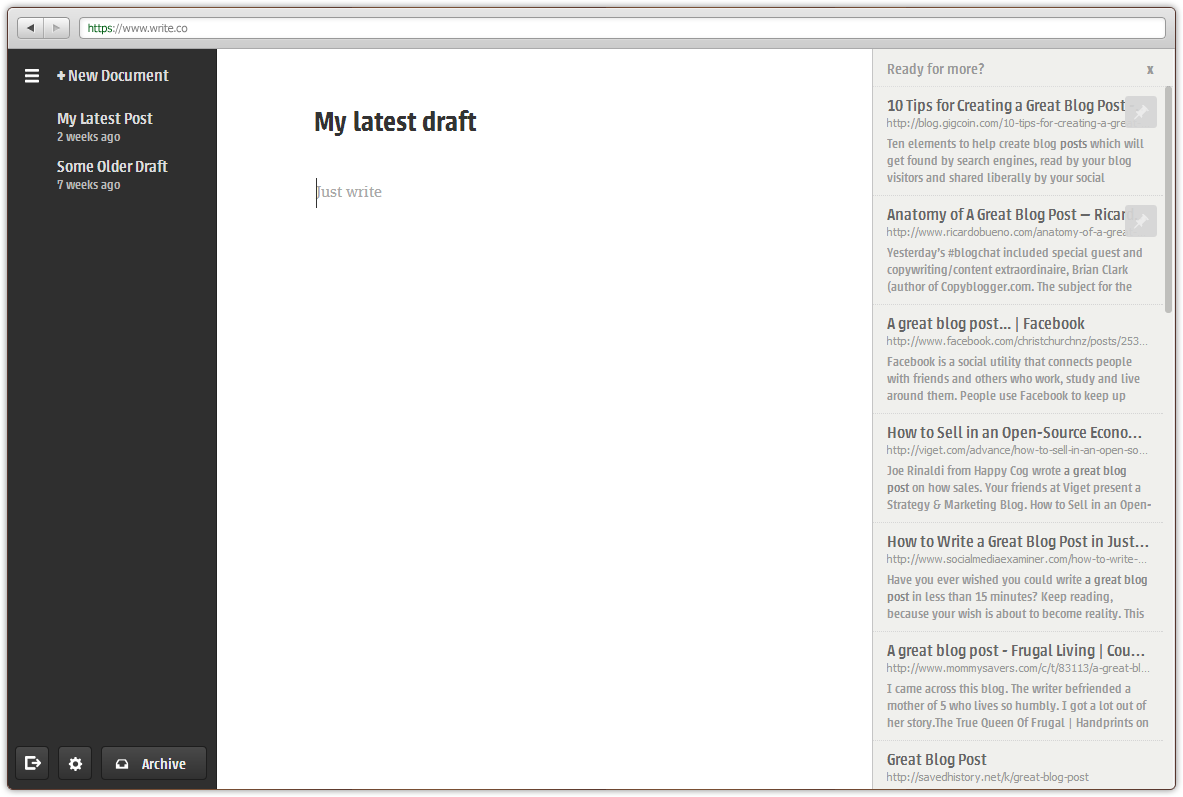 https://www.write.co
+ New Document
My Latest Post
2 weeks ago
Some Older Draft
7 weeks ago
Archive
My latest draft
Just write
Ready for more?
x
10 Tips for Creating a Great Blog Post
http://blog.gigcoin.com/10-tips-for-creating-a-gre
Ten elements to help create blog posts which will
get found by search engines, read by your blog
visitors and shared liberally by your social
Anatomy of A Great Blog Post — Ricar
http://www.ricardobueno.com/anatomy-of-a-grea
Yesterday's #blogchat included special guest and
copywriting/content extraordinaire, Brian Clark
(author of Copyblogger.com. The subject for the
A great blog post... | Facebook
http://www.facebook.com/christchurchnz/posts/253...
Facebook is a social utility that connects people
with friends and others who work, study and live
around them. People use Facebook to keep up
How to Sell in an Open-Source Econo...
http://viget.com/advance/how-to-sell-in-an-open-so...
Joe Rinaldi from Happy Cog wrote a great blog
post on how sales. Your friends at Viget present a
Strategy & Marketing Blog. How to Sell in an Open-
How to Write a Great Blog Post in Just...
http://www.socialmediaexaminer.com/how-to-write-...
Have you ever wished you could write a great blog
post in less than 15 minutes? Keep reading,
because your wish is about to become reality. This
A great blog post - Frugal Living | Cou...
http://www.mommysavers.com/c/t/83113/a-great-bl...
I came across this blog. The writer befriended a
mother of 5 who lives so humbly. I got a lot out of
her story.The True Queen Of Frugal | Handprints on
Great Blog Post
http://savedhistory.net/k/great-blog-post